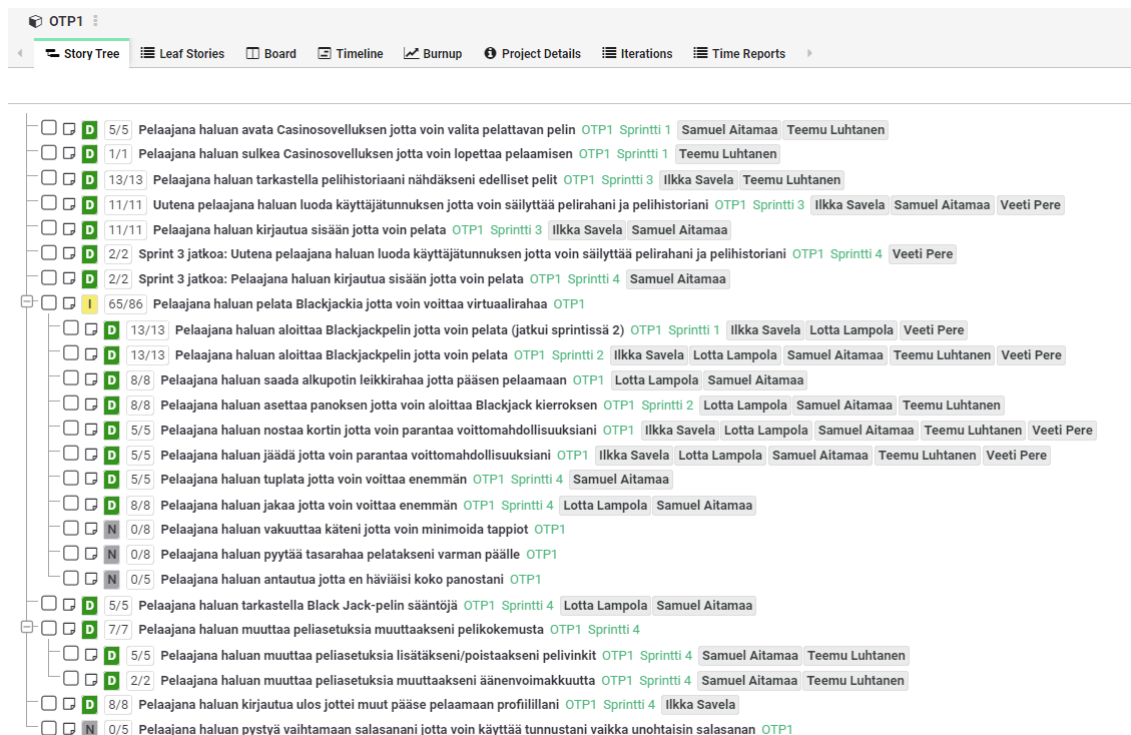 OTP1
Story Tree Leaf Stories Board Timeline Burnup Project Details Iterations Time Reports
D 5/5 Pelaajana haluan avata Casinosovelluksen jotta voin valita pelattavan pelin OTP1 Sprintti 1 Samuel Aitamaa Teemu Luhtanen
D 1/1 Pelaajana haluan sulkea Casinosovelluksen jotta voin lopettaa pelaamisen OTP1 Sprintti 1 Teemu Luhtanen
D 13/13 Pelaajana haluan tarkastella pelihistoriaani nähdäkseni edelliset pelit OTP1 Sprintti 3 Ilkka Savela Teemu Luhtanen
D 11/11 Uutena pelaajana haluan luoda käyttäjätunnuksen jotta voin säilyttää pelirahani ja pelihistoriani OTP1 Sprintti 3 Ilkka Savela Samuel Aitamaa Veeti Pere
D 11/11 Pelaajana haluan kirjautua sisään jotta voin pelata OTP1 Sprintti 3 Ilkka Savela Samuel Aitamaa
D 2/2 Sprint 3 jatkoa: Uutena pelaajana haluan luoda käyttäjätunnuksen jotta voin säilyttää pelirahani ja pelihistoriani OTP1 Sprintti 4 Veeti Pere
D 2/2 Sprint 3 jatkoa: Pelaajana haluan kirjautua sisään jotta voin pelata OTP1 Sprintti 4 Samuel Aitamaa
I 65/86 Pelaajana haluan pelata Blackjackia jotta voin voittaa virtuaalirahaa OTP1
D 13/13 Pelaajana haluan aloittaa Blackjackpelin jotta voin pelata (jatkui sprintissä 2) OTP1 Sprintti 1 Ilkka Savela Lotta Lampola Veeti Pere
D 13/13 Pelaajana haluan aloittaa Blackjackpelin jotta voin pelata OTP1 Sprintti 2 Ilkka Savela Lotta Lampola Samuel Aitamaa Teemu Luhtanen Veeti Pere
D 8/8 Pelaajana haluan saada alkupotin leikkirahaa jotta pääsen pelaamaan OTP1 Lotta Lampola Samuel Aitamaa
D 8/8 Pelaajana haluan asettaa panoksen jotta voin aloittaa Blackjack kierroksen OTP1 Sprintti 2 Lotta Lampola Samuel Aitamaa Teemu Luhtanen
D 5/5 Pelaajana haluan nostaa kortin jotta voin parantaa voittomahdollisuuksiani OTP1 Ilkka Savela Lotta Lampola Samuel Aitamaa Teemu Luhtanen Veeti Pere
D 5/5 Pelaajana haluan jäädä jotta voin parantaa voittomahdollisuuksiani OTP1 Ilkka Savela Lotta Lampola Samuel Aitamaa Teemu Luhtanen Veeti Pere
D 5/5 Pelaajana haluan tuplata jotta voin voittaa enemmän OTP1 Sprintti 4 Samuel Aitamaa
D 8/8 Pelaajana haluan jakaa jotta voin voittaa enemmän OTP1 Sprintti 4 Lotta Lampola Samuel Aitamaa
N 0/8 Pelaajana haluan vakuuttaa käteni jotta voin minimoida tappiot OTP1
N 0/8 Pelaajana haluan pyytää tasarahaa pelatakseni varman päälle OTP1
N 0/5 Pelaajana haluan antautua jotta en häviäisi koko panostani OTP1
D 5/5 Pelaajana haluan tarkastella Black Jack-pelin sääntöjä OTP1 Sprintti 4 Lotta Lampola Samuel Aitamaa
D 7/7 Pelaajana haluan muuttaa peliasetuksia muuttaakseni pelikokemusta OTP1 Sprintti 4
D 5/5 Pelaajana haluan muuttaa peliasetuksia lisätäkseni/poistaakseni pelivinkit OTP1 Sprintti 4 Samuel Aitamaa Teemu Luhtanen
D 2/2 Pelaajana haluan muuttaa peliasetuksia muuttaakseni äänenvoimakkuutta OTP1 Sprintti 4 Samuel Aitamaa Teemu Luhtanen
D 8/8 Pelaajana haluan kirjautua ulos jottei muut pääse pelaamaan profiilillani OTP1 Sprintti 4 Ilkka Savela
N 0/5 Pelaajana haluan pystyä vaihtamaan salasanani jotta voin käyttää tunnustani vaikka unohtaisin salasanan OTP1